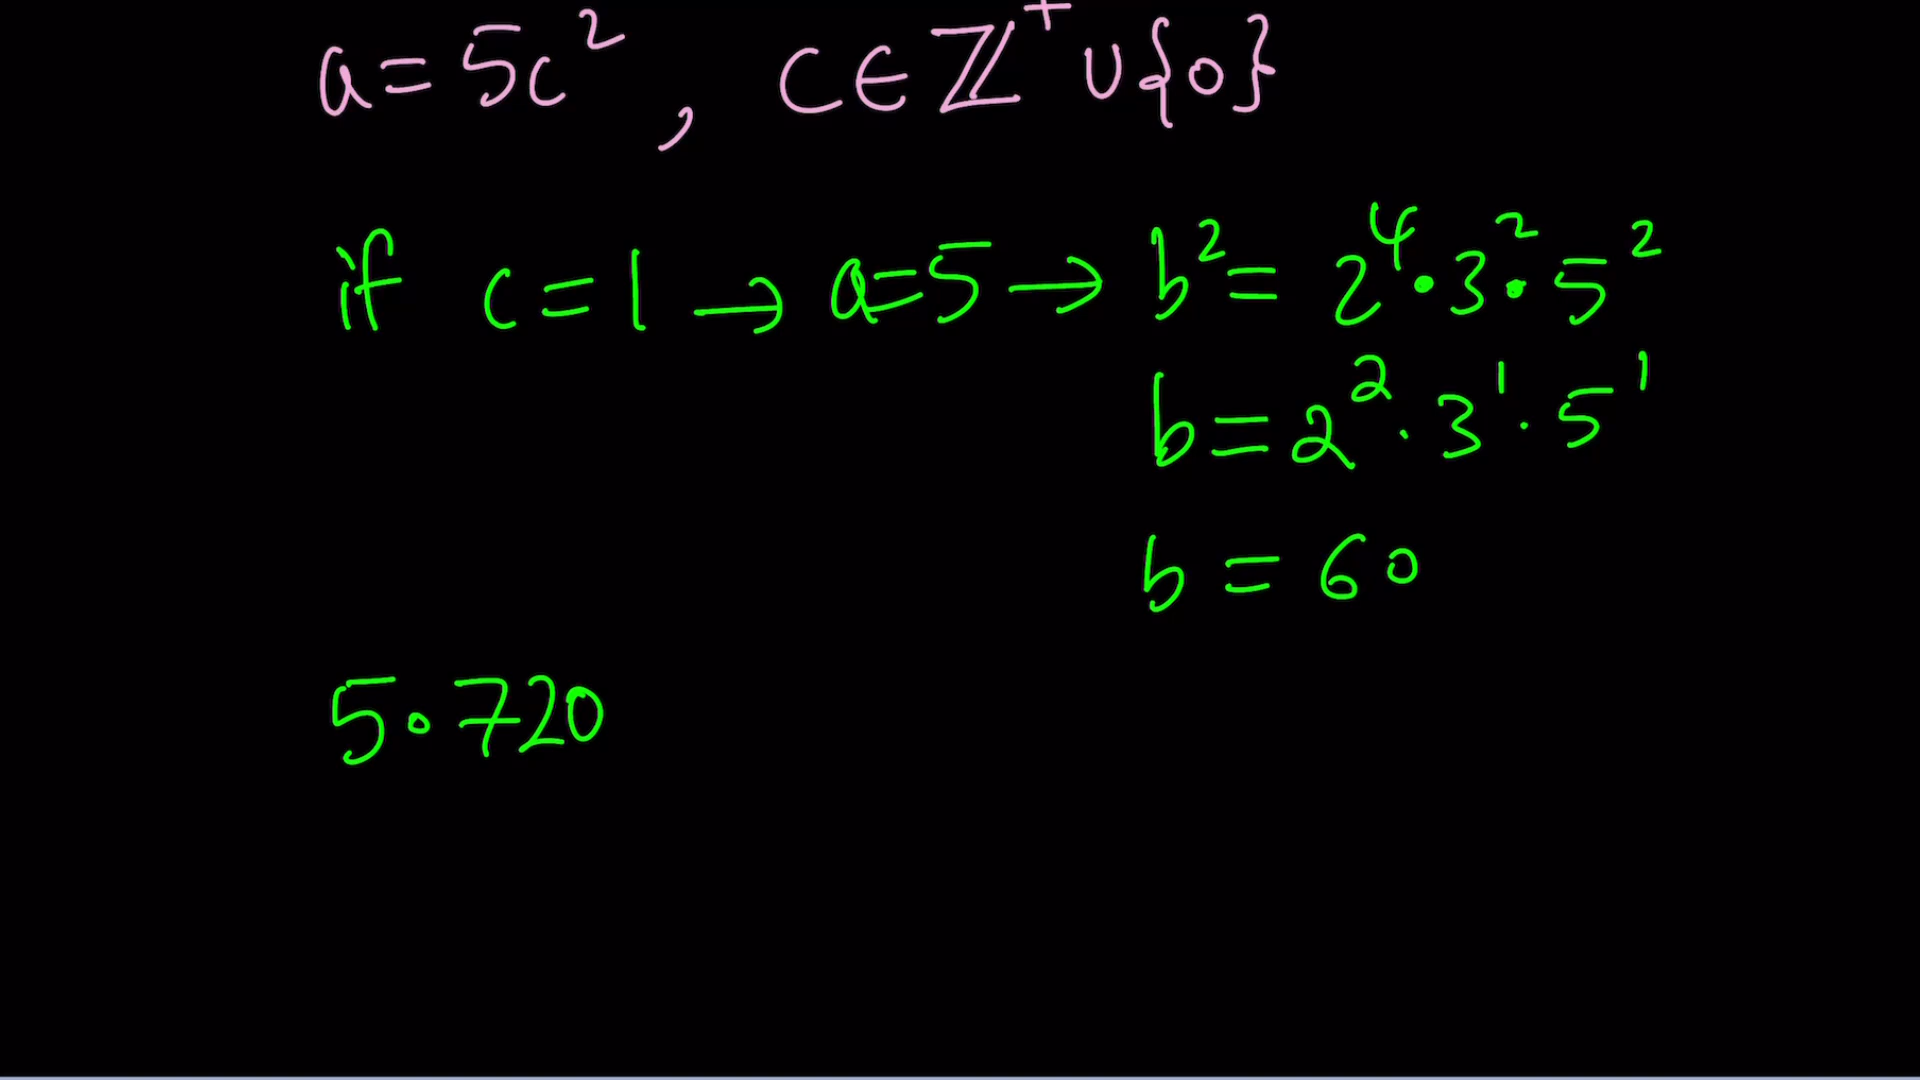 a = 5c², c ∈ ℤ⁺ ∪ {0}
if c = 1 → a = 5 → b² = 2⁴ · 3² · 5²
b = 2² · 3¹ · 5¹
b = 60
5 · 720